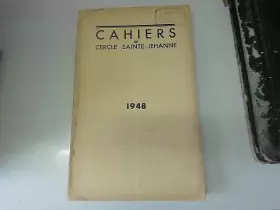 CAHIERS
du
CERCLE SAINTE JEHANNE
1948